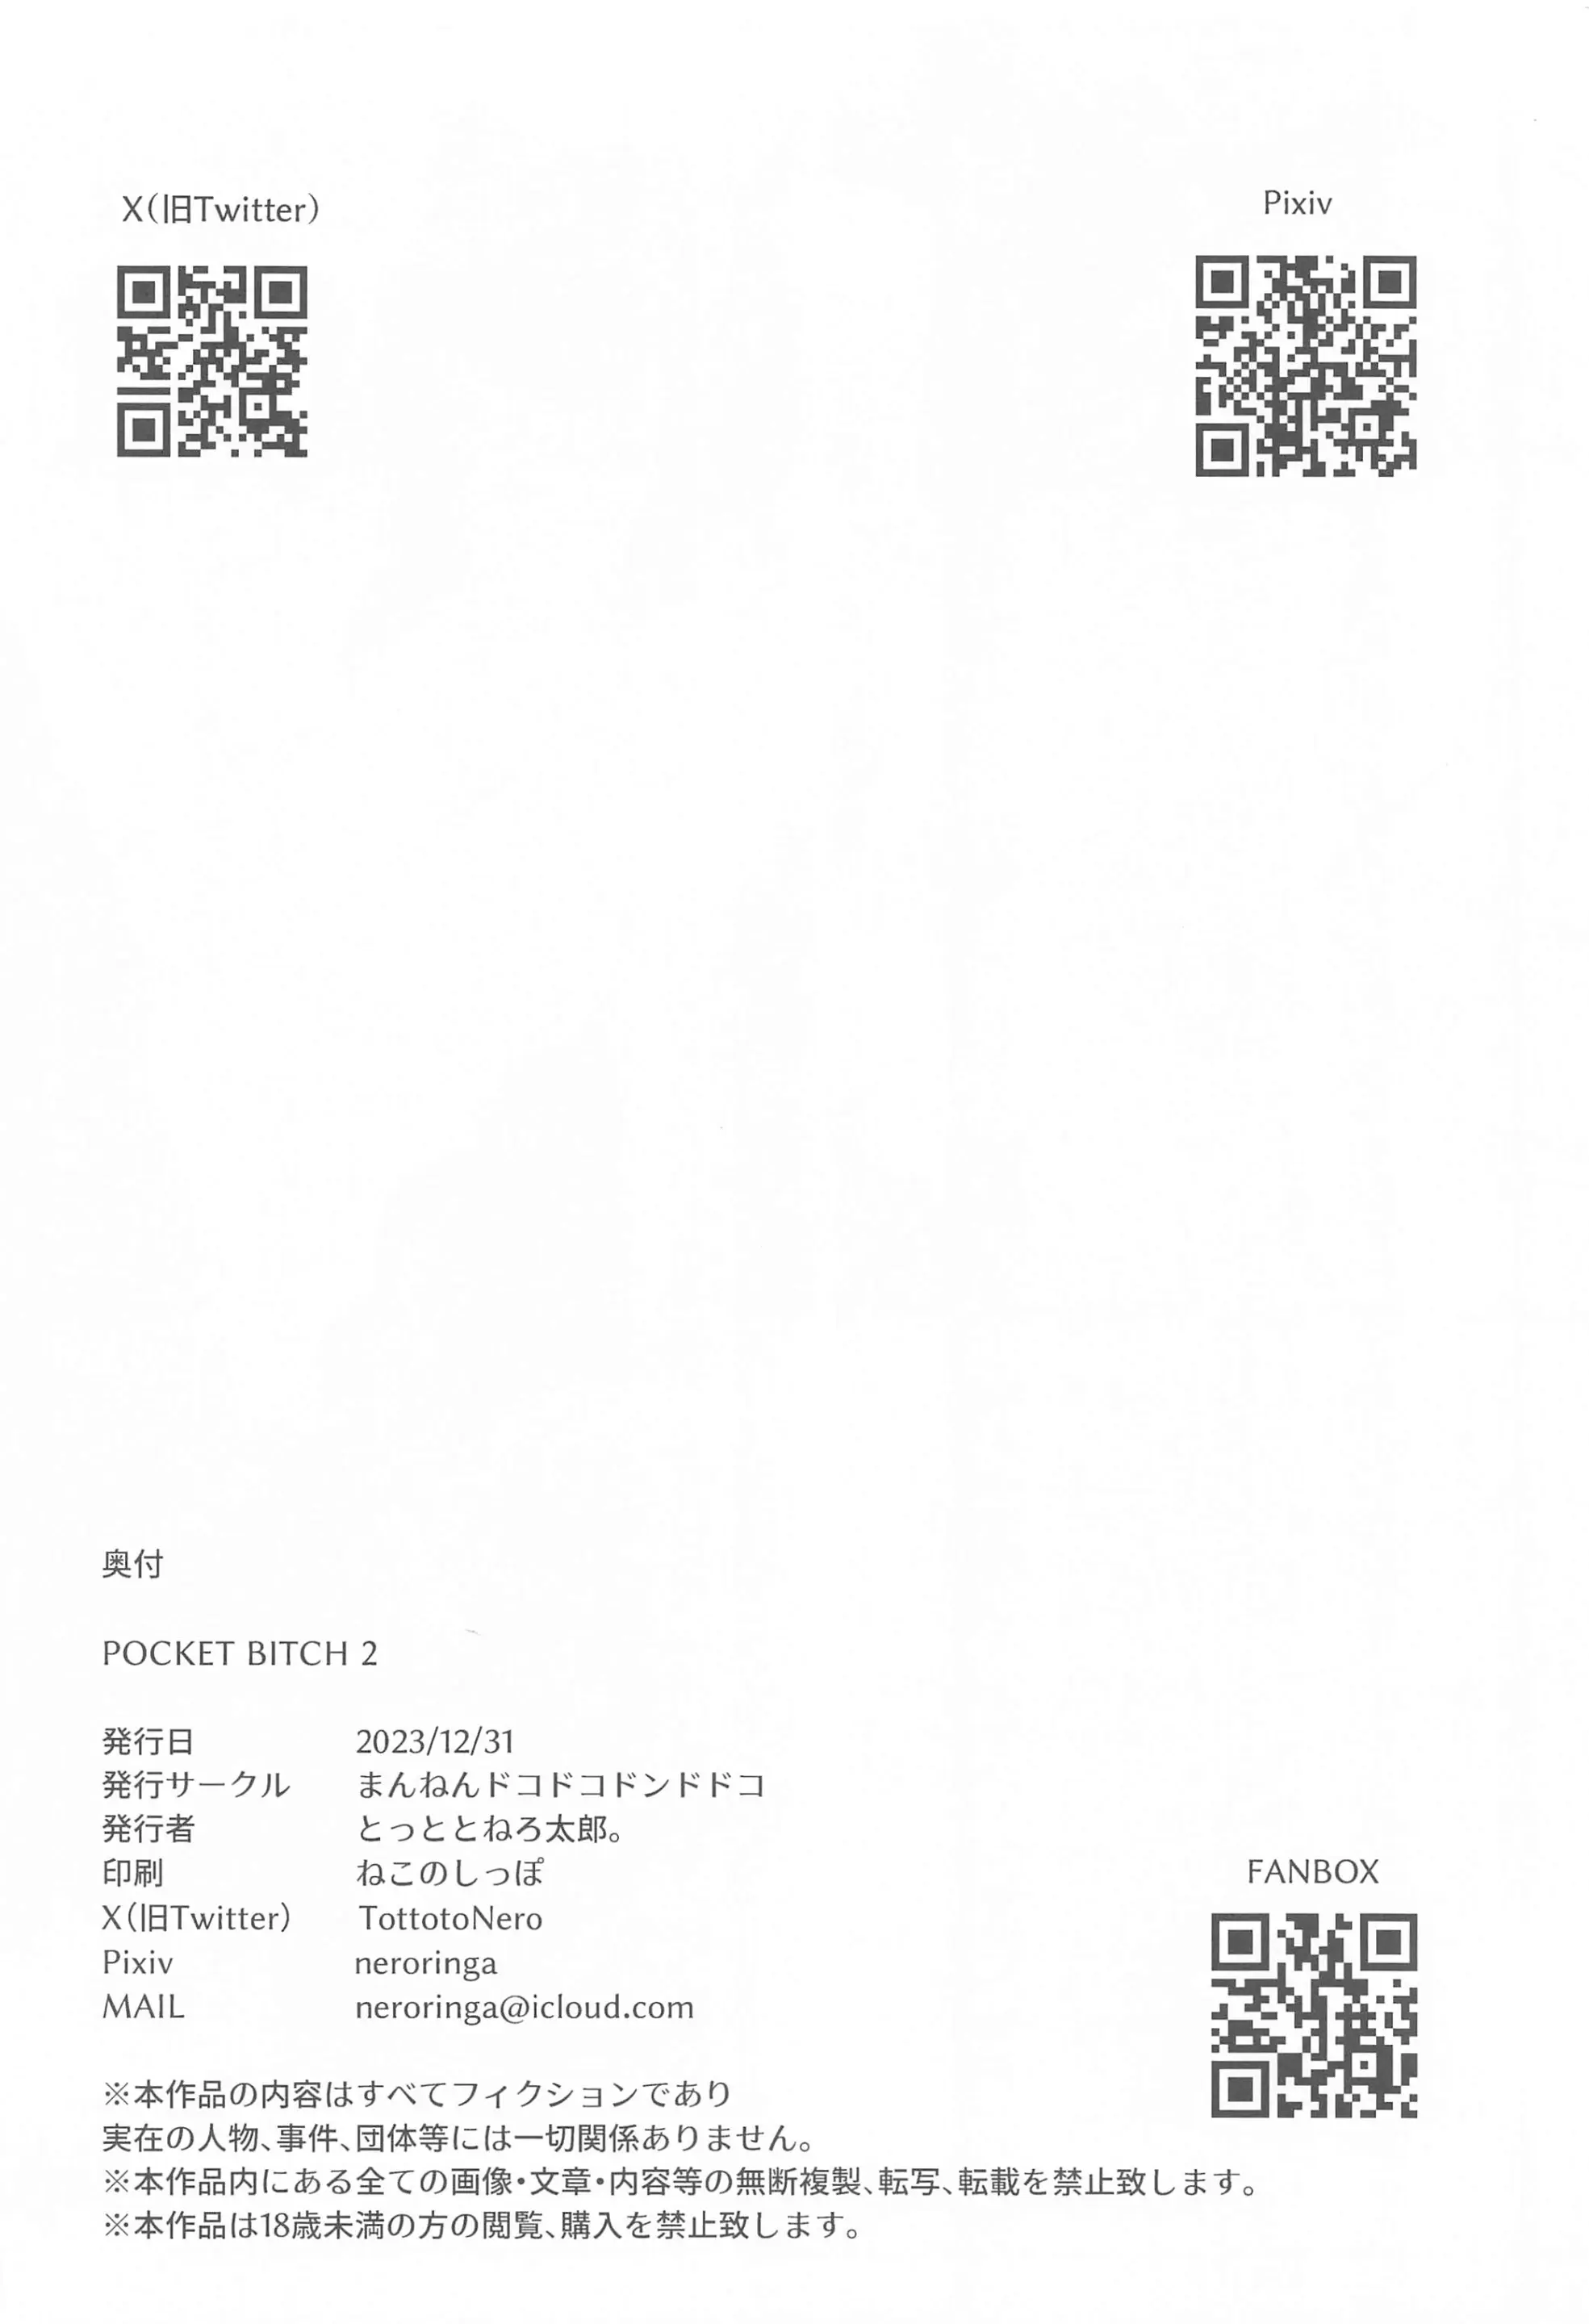 X(旧Twitter)
Pixiv
奥付
POCKET BITCH 2
発行日 2023/12/31
発行サークル まんねんドコドコドンドドコ
発行者 とっととねろ太郎。
印刷 ねこのしっぽ
X(旧Twitter) TottotoNero
Pixiv neroringa
MAIL neroringa@icloud.com
FANBOX
※本作品の内容はすべてフィクションであり
実在の人物、事件、団体等には一切関係ありません。
※本作品内にある全ての画像・文章・内容等の無断複製、転写、転載を禁止致します。
※本作品は18歳未満の方の閲覧、購入を禁止致します。